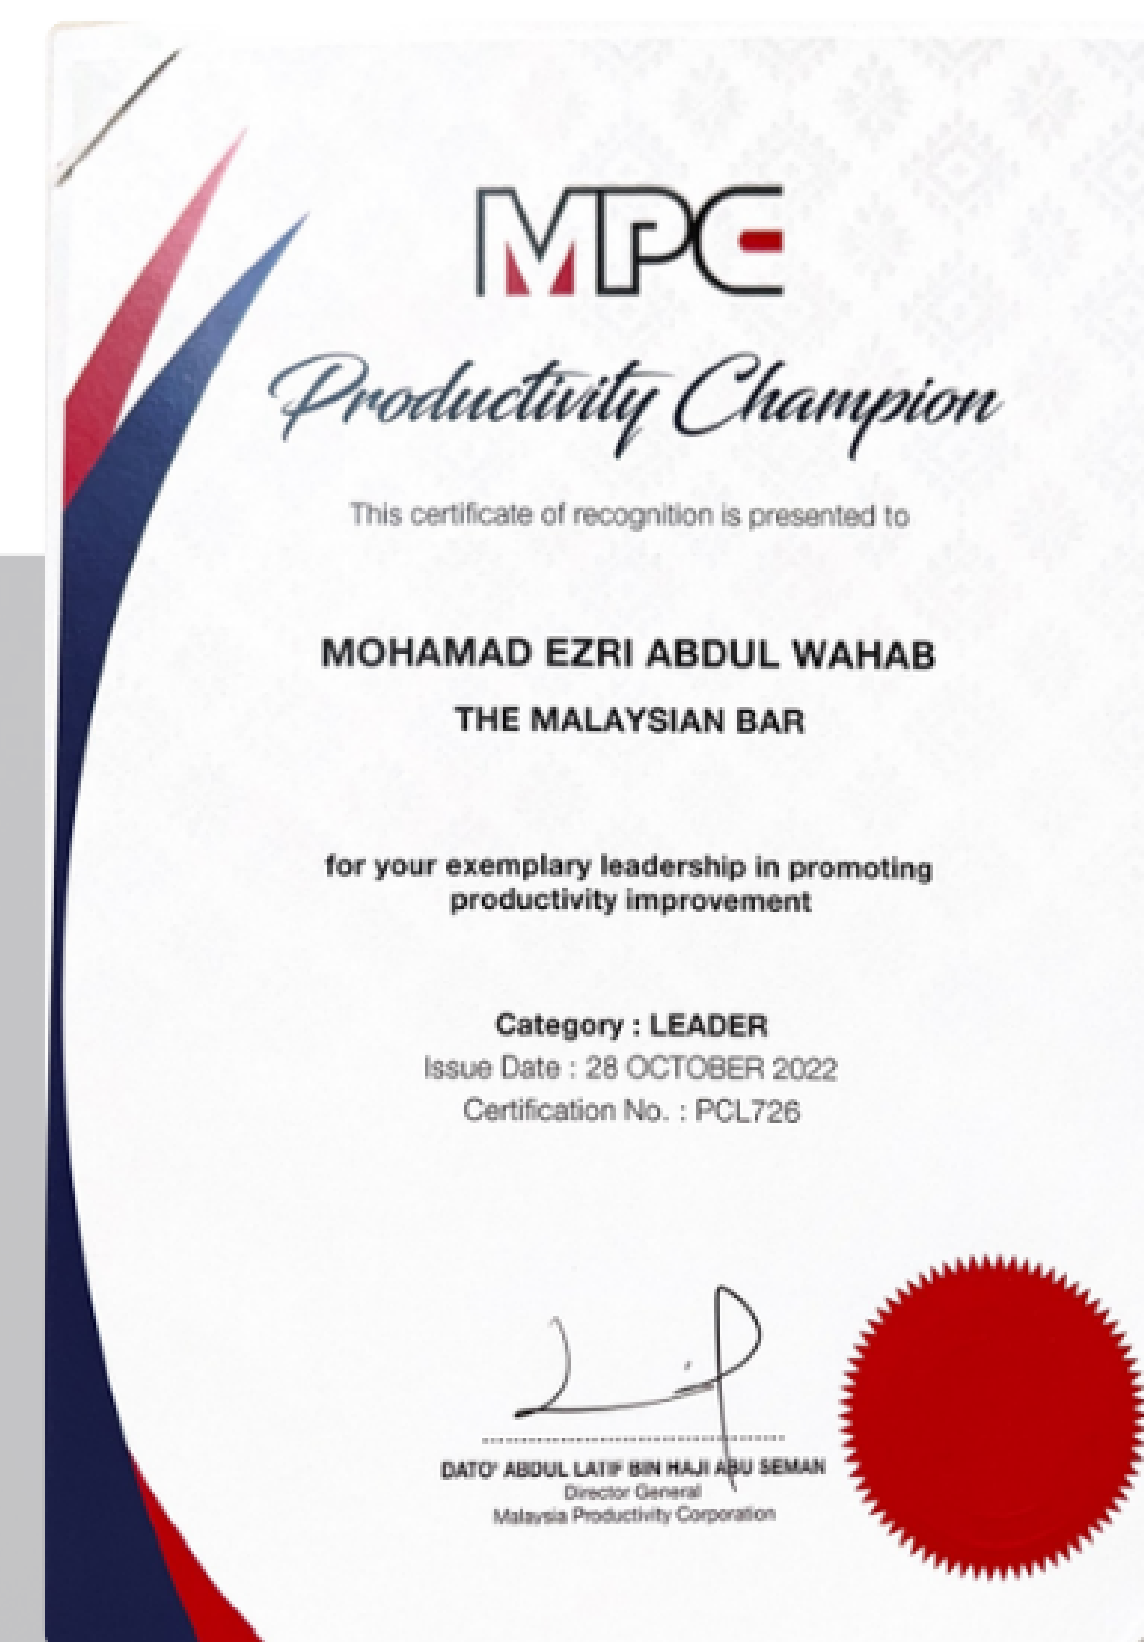 MPC
Productivity Champion
This certificate of recognition is presented to
MOHAMAD EZRI ABDUL WAHAB
THE MALAYSIAN BAR
for your exemplary leadership in promoting
productivity improvement
Category : LEADER
Issue Date : 28 OCTOBER 2022
Certification No. : PCL726
DATO' ABDUL LATIF BIN HAJI ABU SEMAN
Director General
Malaysia Productivity Corporation